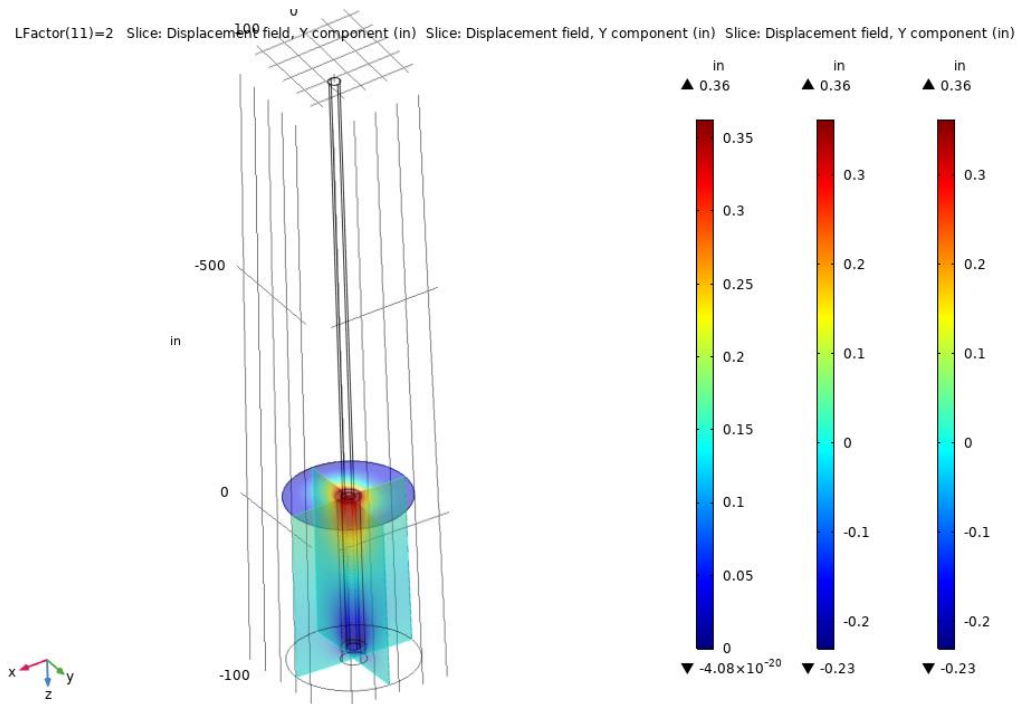 0
100
LFactor(11)=2 Slice: Displacement field, Y component (in) Slice: Displacement field, Y component (in) Slice: Displacement field, Y component (in)
in in in
▲ 0.36 ▲ 0.36 ▲ 0.36
0.35
0.3 0.3 0.3
0.25
0.2 0.2 0.2
0.15 0.1 0.1
0.1 0 0
0.05 -0.1 -0.1
0 -0.2 -0.2
▼ -4.08×10⁻²⁰ ▼ -0.23 ▼ -0.23
-500
in
0
-100
x y
z